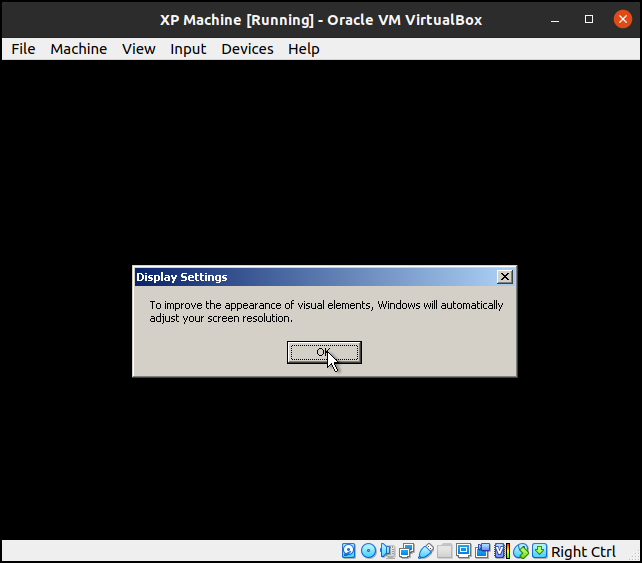 XP Machine [Running] - Oracle VM VirtualBox
File Machine View Input Devices Help
Display Settings
To improve the appearance of visual elements, Windows will automatically
adjust your screen resolution.
OK
Right Ctrl